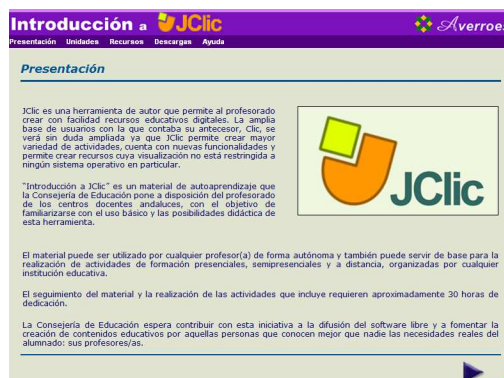 Introducción a JClic
Averroes
Presentación Unidades Recursos Descargas Ayuda
Presentación
JClic es una herramienta de autor que permite al profesorado
crear con facilidad recursos educativos digitales. La amplia
base de usuarios con la que contaba su antecesor, Clic, se
verá sin duda ampliada ya que JClic permite crear mayor
variedad de actividades, cuenta con nuevas funcionalidades y
permite crear recursos cuya visualización no está restringida a
ningún sistema operativo en particular.
JClic
"Introducción a JClic" es un material de autoaprendizaje que
la Consejería de Educación pone a disposición del profesorado
de los centros docente andaluces, con el objetivo de
familiarizarse con el uso básico y las posibilidades didáctica de
esta herramienta.
El material puede ser utilizado por cualquier profesor(a) de forma autónoma y también puede servir de base para la
realización de actividades de formación presenciales, semipresenciales y a distancia, organizadas por cualquier
institución educativa.
El seguimiento del material y la realización de las actividades que incluye requieren aproximadamente 30 horas de
dedicación.
La Consejería de Educación espera contribuir con esta iniciativa a la difusión del software libre y a fomentar la
creación de contenidos educativos por aquellas personas que conocen mejor que nadie las necesidades reales del
alumnado: sus profesores/as.